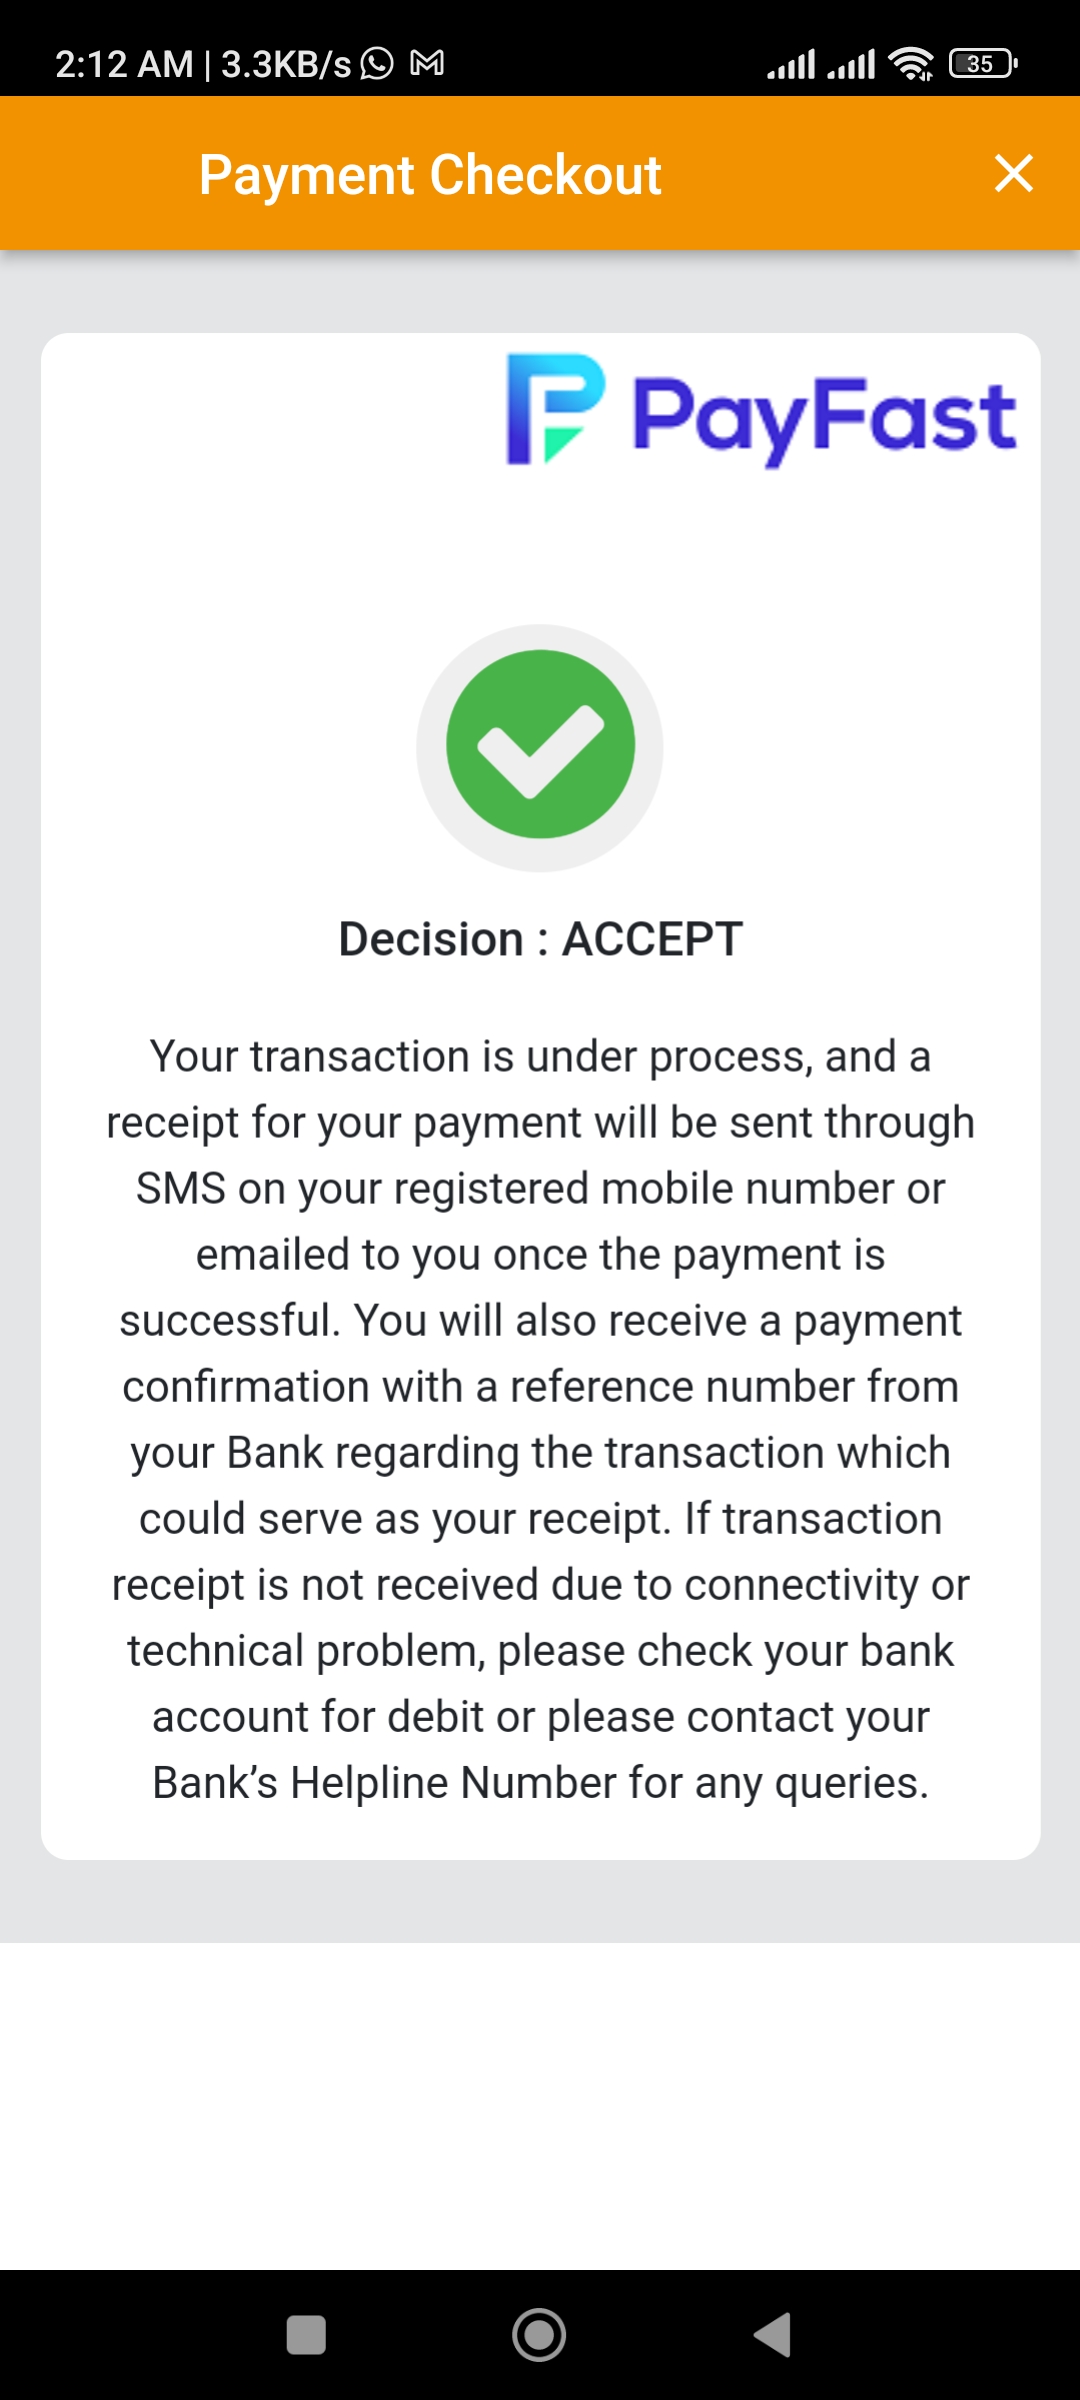 2:12 AM | 3.3KB/s
35
Payment Checkout
PayFast
Decision : ACCEPT
Your transaction is under process, and a
receipt for your payment will be sent through
SMS on your registered mobile number or
emailed to you once the payment is
successful. You will also receive a payment
confirmation with a reference number from
your Bank regarding the transaction which
could serve as your receipt. If transaction
receipt is not received due to connectivity or
technical problem, please check your bank
account for debit or please contact your
Bank’s Helpline Number for any queries.